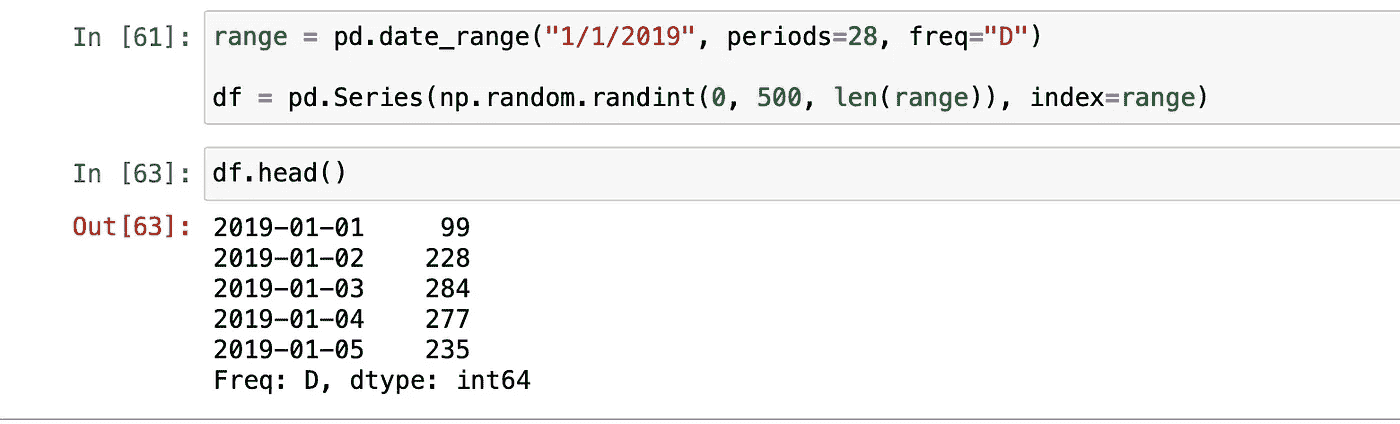 In [61]: range = pd.date_range("1/1/2019", periods=28, freq="D")
df = pd.Series(np.random.randint(0, 500, len(range)), index=range)
In [63]: df.head()
Out[63]: 2019-01-01     99
2019-01-02    228
2019-01-03    284
2019-01-04    277
2019-01-05    235
Freq: D, dtype: int64